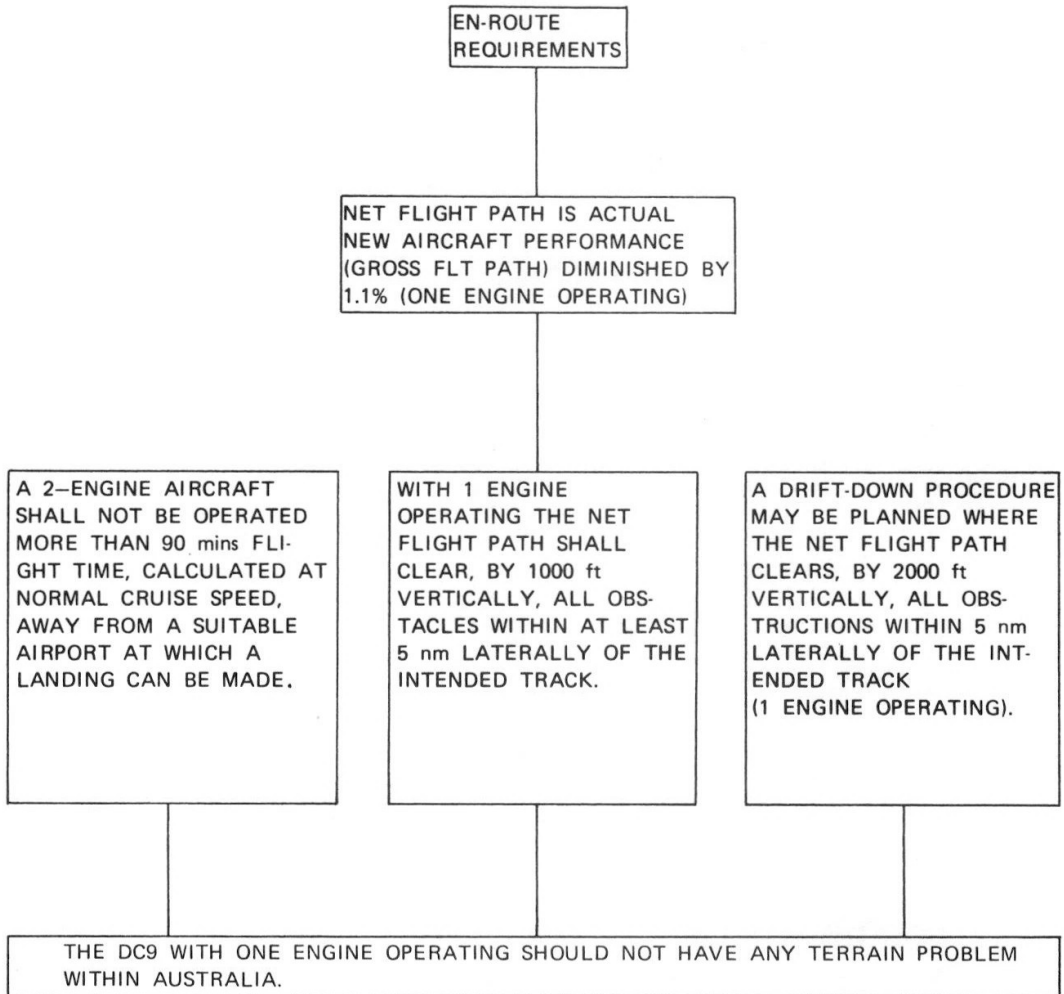 EN-ROUTE
REQUIREMENTS
NET FLIGHT PATH IS ACTUAL
NEW AIRCRAFT PERFORMANCE
(GROSS FLT PATH) DIMINISHED BY
1.1% (ONE ENGINE OPERATING)
A 2–ENGINE AIRCRAFT
SHALL NOT BE OPERATED
MORE THAN 90 mins FLI-
GHT TIME, CALCULATED AT
NORMAL CRUISE SPEED,
AWAY FROM A SUITABLE
AIRPORT AT WHICH A
LANDING CAN BE MADE.
WITH 1 ENGINE
OPERATING THE NET
FLIGHT PATH SHALL
CLEAR, BY 1000 ft
VERTICALLY, ALL OBS-
TACLES WITHIN AT LEAST
5 nm LATERALLY OF THE
INTENDED TRACK.
A DRIFT-DOWN PROCEDURE
MAY BE PLANNED WHERE
THE NET FLIGHT PATH
CLEARS, BY 2000 ft
VERTICALLY, ALL OB-
STRUCTIONS WITHIN 5 nm
LATERALLY OF THE INT-
ENDED TRACK
(1 ENGINE OPERATING).
THE DC9 WITH ONE ENGINE OPERATING SHOULD NOT HAVE ANY TERRAIN PROBLEM
WITHIN AUSTRALIA.